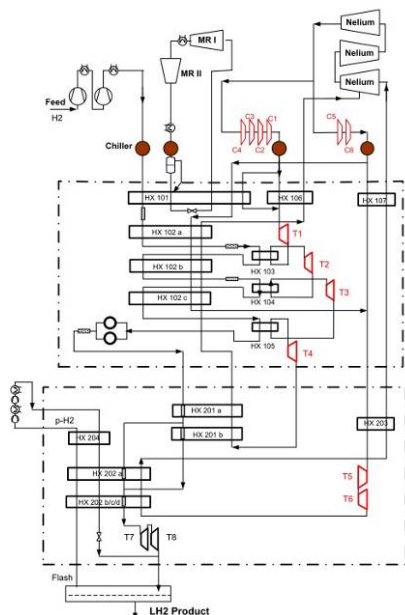 Nelium
MR I
Nelium
MR II
Nelium
Feed
H2
C3
C1
C5
C4
C2
C6
Chiller
HX 101
HX 106
HX 107
HX 102 a
T1
HX 102 b
HX 103
T2
HX 102 c
HX 104
T3
HX 105
T4
HX 201 a
p-H2
HX 204
HX 201 b
HX 203
HX 202 a
T5
HX 202 b/c/d
T6
T7
T8
Flash
LH2 Product